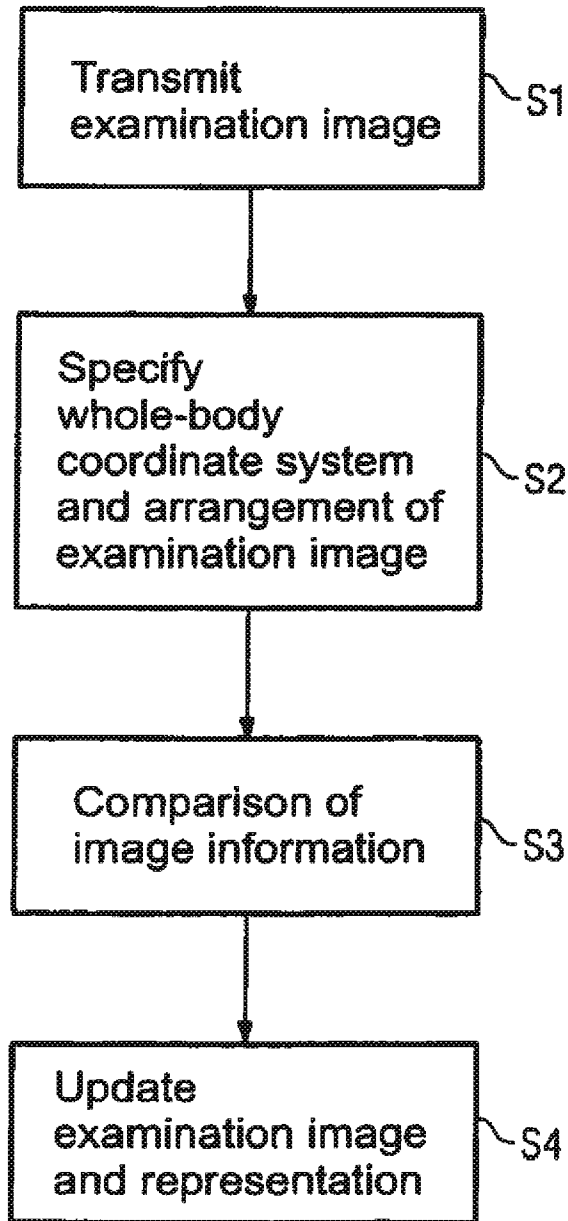 Transmit
examination image
S1
Specify
whole-body
coordinate system
and arrangement of
examination image
S2
Comparison of
image information
S3
Update
examination image
and representation
S4